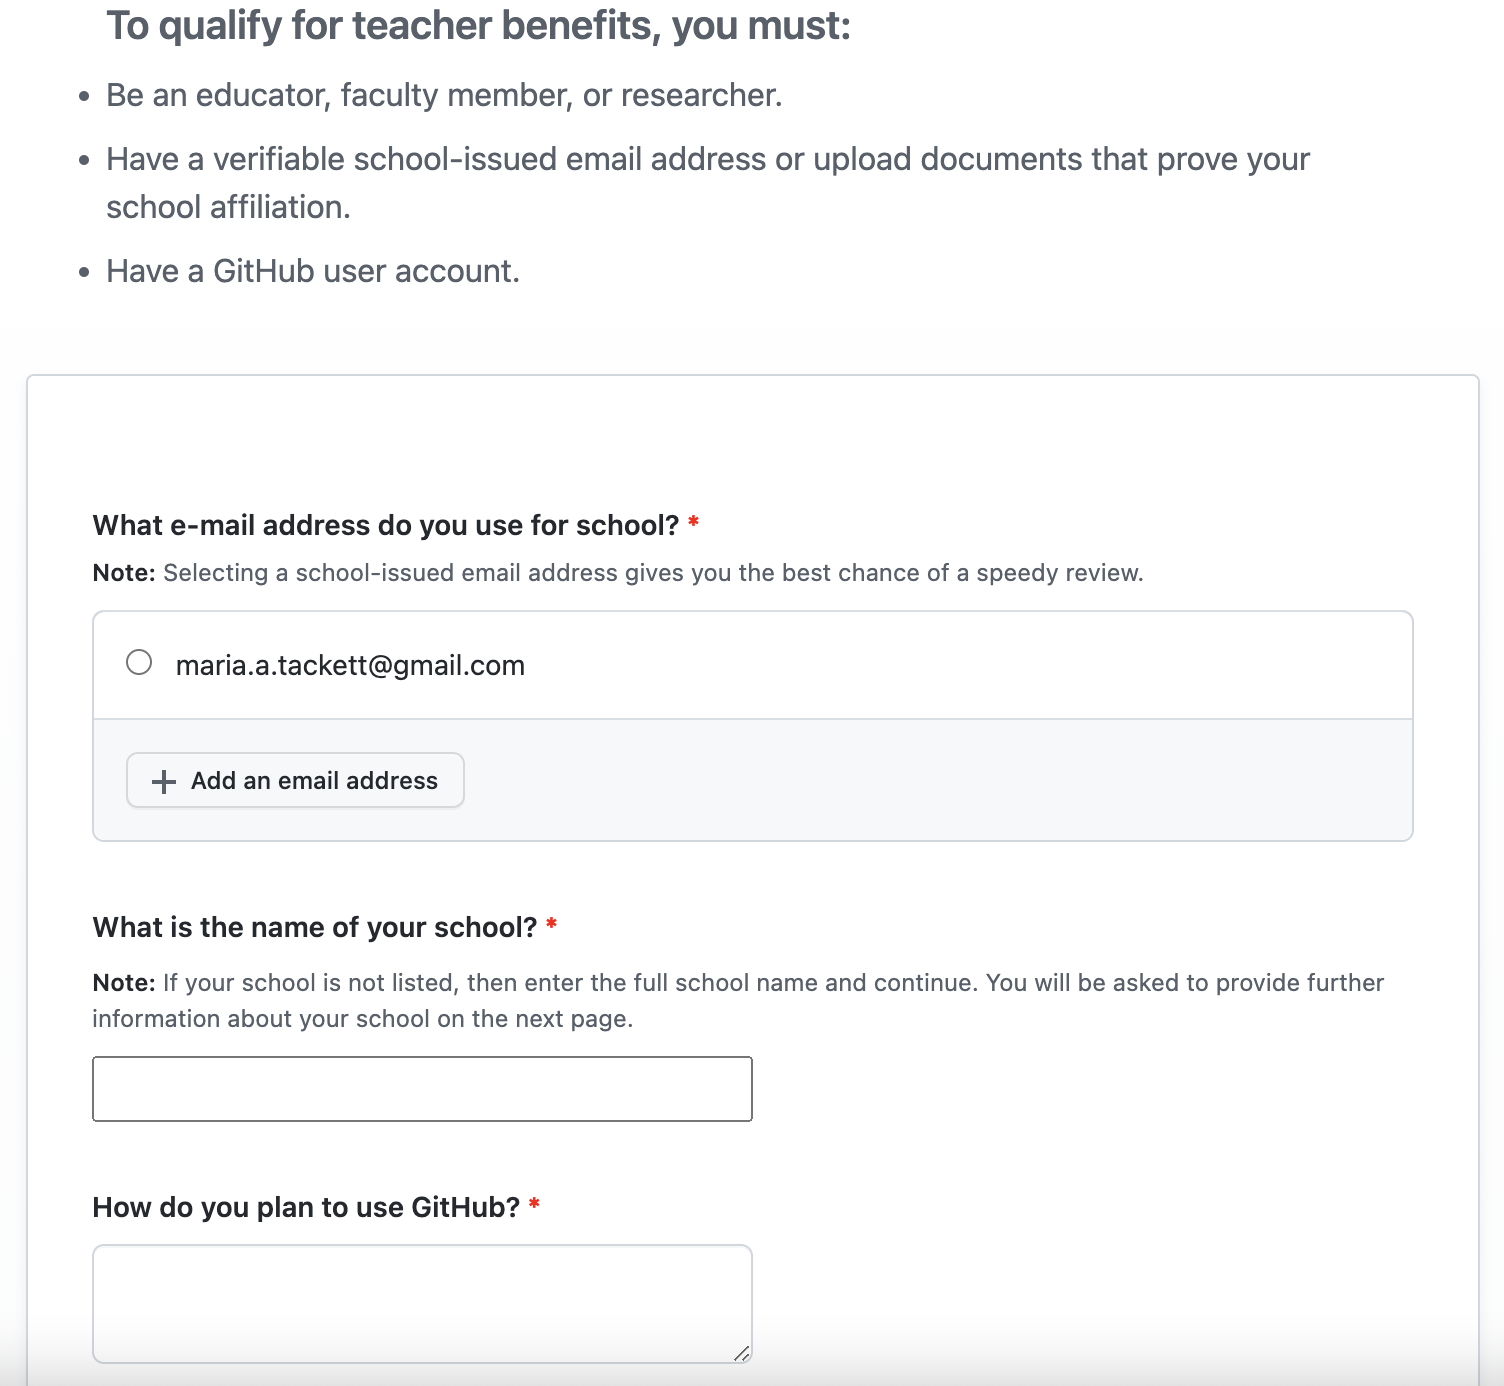 To qualify for teacher benefits, you must:
• Be an educator, faculty member, or researcher.
• Have a verifiable school-issued email address or upload documents that prove your
school affiliation.
• Have a GitHub user account.
What e-mail address do you use for school? *
Note: Selecting a school-issued email address gives you the best chance of a speedy review.
maria.a.tackett@gmail.com
Add an email address
What is the name of your school? *
Note: If your school is not listed, then enter the full school name and continue. You will be asked to provide further
information about your school on the next page.
How do you plan to use GitHub? *